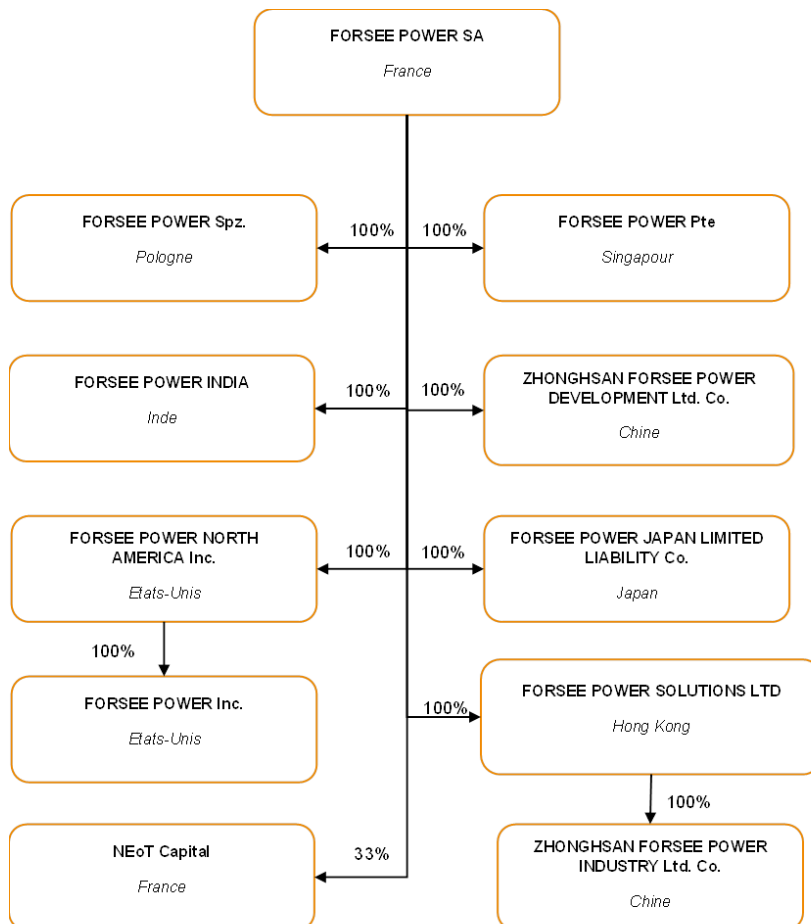 FORSEE POWER SA
France
FORSEE POWER Spz.
Pologne
100%
100%
FORSEE POWER Pte
Singapour
FORSEE POWER INDIA
Inde
100%
100%
ZHONGHSAN FORSEE POWER
DEVELOPMENT Ltd. Co.
Chine
FORSEE POWER NORTH
AMERICA Inc.
Etats-Unis
100%
100%
FORSEE POWER JAPAN LIMITED
LIABILITY Co.
Japan
100%
FORSEE POWER Inc.
Etats-Unis
100%
FORSEE POWER SOLUTIONS LTD
Hong Kong
100%
NEoT Capital
France
33%
ZHONGHSAN FORSEE POWER
INDUSTRY Ltd. Co.
Chine